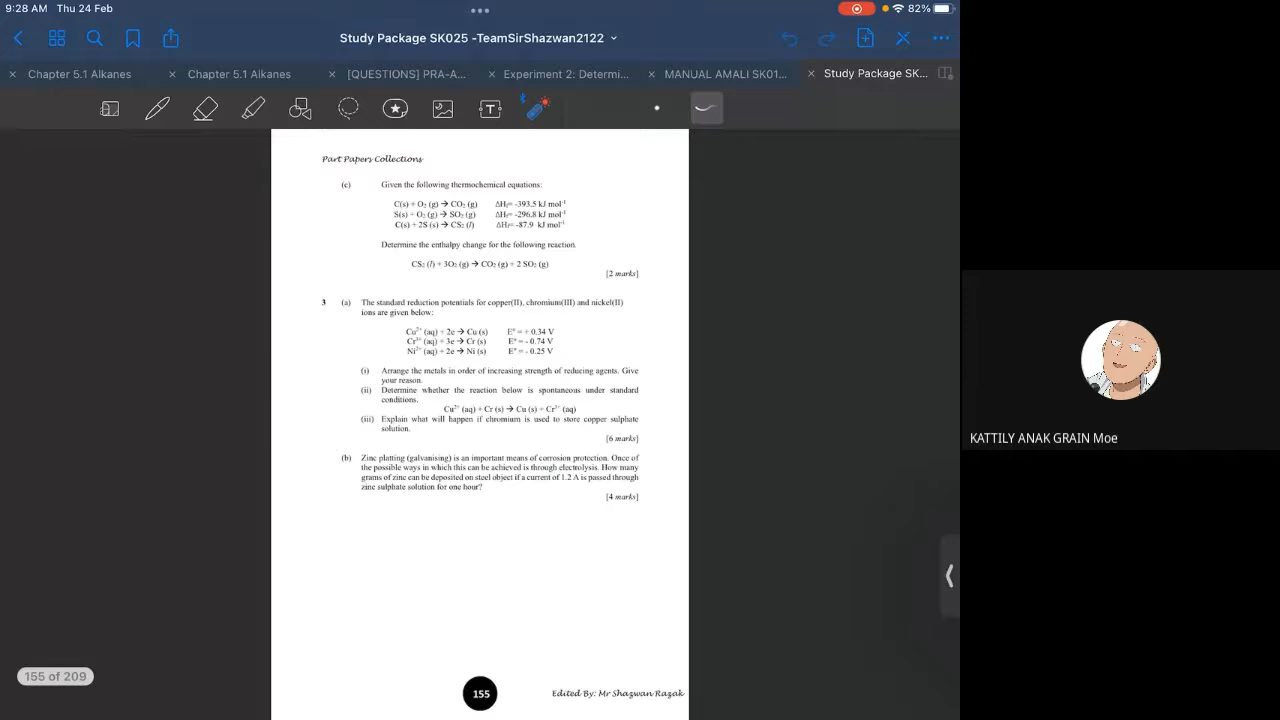 9:28 AM Thu 24 Feb
82%
Study Package SK025 -TeamSirShazwan2122
Chapter 5.1 Alkanes
Chapter 5.1 Alkanes
[QUESTIONS] PRA-A...
Experiment 2: Determi...
MANUAL AMALI SK01...
Study Package SK...
Part Papers Collections
(c) Given the following thermochemical equations:
C(s) + O₂ (g) → CO₂ (g) ΔHf= -393.5 kJ mol⁻¹
S(s) + O₂ (g) → SO₂ (g) ΔHf= -296.8 kJ mol⁻¹
C(s) + 2S (s) → CS₂ (l) ΔHf= -87.9 kJ mol⁻¹
Determine the enthalpy change for the following reaction.
CS₂ (l) + 3O₂ (g) → CO₂ (g) + 2 SO₂ (g)
[2 marks]
3 (a) The standard reduction potentials for copper(II), chromium(III) and nickel(II)
ions are given below:
Cu²⁺ (aq) + 2e → Cu (s) E° = + 0.34 V
Cr³⁺ (aq) + 3e → Cr (s) E° = - 0.74 V
Ni²⁺ (aq) + 2e → Ni (s) E° = - 0.25 V
(i) Arrange the metals in order of increasing strength of reducing agents. Give
your reason.
(ii) Determine whether the reaction below is spontaneous under standard
conditions.
Cu²⁺ (aq) + Cr (s) → Cu (s) + Cr³⁺ (aq)
(iii) Explain what will happen if chromium is used to store copper sulphate
solution.
[6 marks]
(b) Zinc platting (galvanising) is an important means of corrosion protection. Once of
the possible ways in which this can be achieved is through electrolysis. How many
grams of zinc can be deposited on steel object if a current of 1.2 A is passed through
zinc sulphate solution for one hour?
[4 marks]
155 of 209
155
Edited By: Mr Shazwan Razak
KATTILY ANAK GRAIN Moe